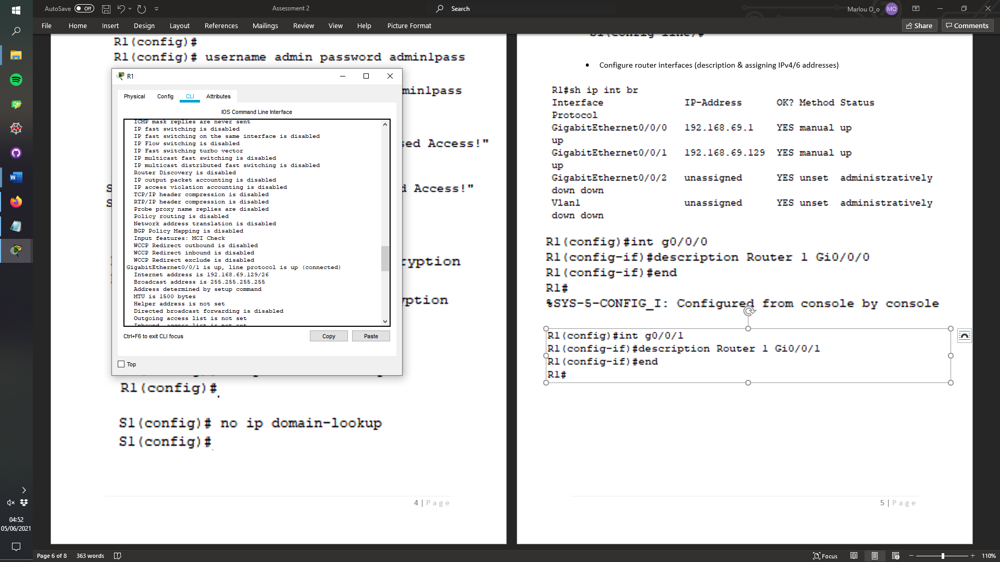 AutoSave Off
Assessment 2
Search
Marlou O_o MO
File Home Insert Design Layout References Mailings Review View Help Picture Format
Share Comments
R1(config)#
R1(config)# username admin password admin1pass
min1pass
sed Access!"
d Access!"
ryption
yption
R1(config)#
S1(config)# no ip domain-lookup
S1(config)#
4 | Page
R1
Physical Config CLI Attributes
IOS Command Line Interface
ICMP mask replies are never sent
IP fast switching is disabled
IP fast switching on the same interface is disabled
IP Flow switching is disabled
IP Fast switching turbo vector
IP multicast fast switching is disabled
IP multicast distributed fast switching is disabled
Router Discovery is disabled
IP output packet accounting is disabled
IP access violation accounting is disabled
TCP/IP header compression is disabled
RTP/IP header compression is disabled
Probe proxy name replies are disabled
Policy routing is disabled
Network address translation is disabled
BGP Policy Mapping is disabled
Input features: MCI Check
WCCP Redirect outbound is disabled
WCCP Redirect inbound is disabled
WCCP Redirect exclude is disabled
GigabitEthernet0/0/1 is up, line protocol is up (connected)
Internet address is 192.168.69.129/26
Broadcast address is 255.255.255.255
Address determined by setup command
MTU is 1500 bytes
Helper address is not set
Directed broadcast forwarding is disabled
Outgoing access list is not set
Inbound access list is not set
Ctrl+F6 to exit CLI focus
Copy Paste
Top
S1(config-line)#
• Configure router interfaces (description & assigning IPv4/6 addresses)
R1#sh ip int br
Interface IP-Address OK? Method Status
Protocol
GigabitEthernet0/0/0 192.168.69.1 YES manual up
up
GigabitEthernet0/0/1 192.168.69.129 YES manual up
up
GigabitEthernet0/0/2 unassigned YES unset administratively
down down
Vlan1 unassigned YES unset administratively
down down
R1(config)#int g0/0/0
R1(config-if)#description Router 1 Gi0/0/0
R1(config-if)#end
R1#
%SYS-5-CONFIG_I: Configured from console by console
R1(config)#int g0/0/1
R1(config-if)#description Router 1 Gi0/0/1
R1(config-if)#end
R1#
5 | Page
04:52
05/06/2021
Page 6 of 8 363 words
Focus
110%